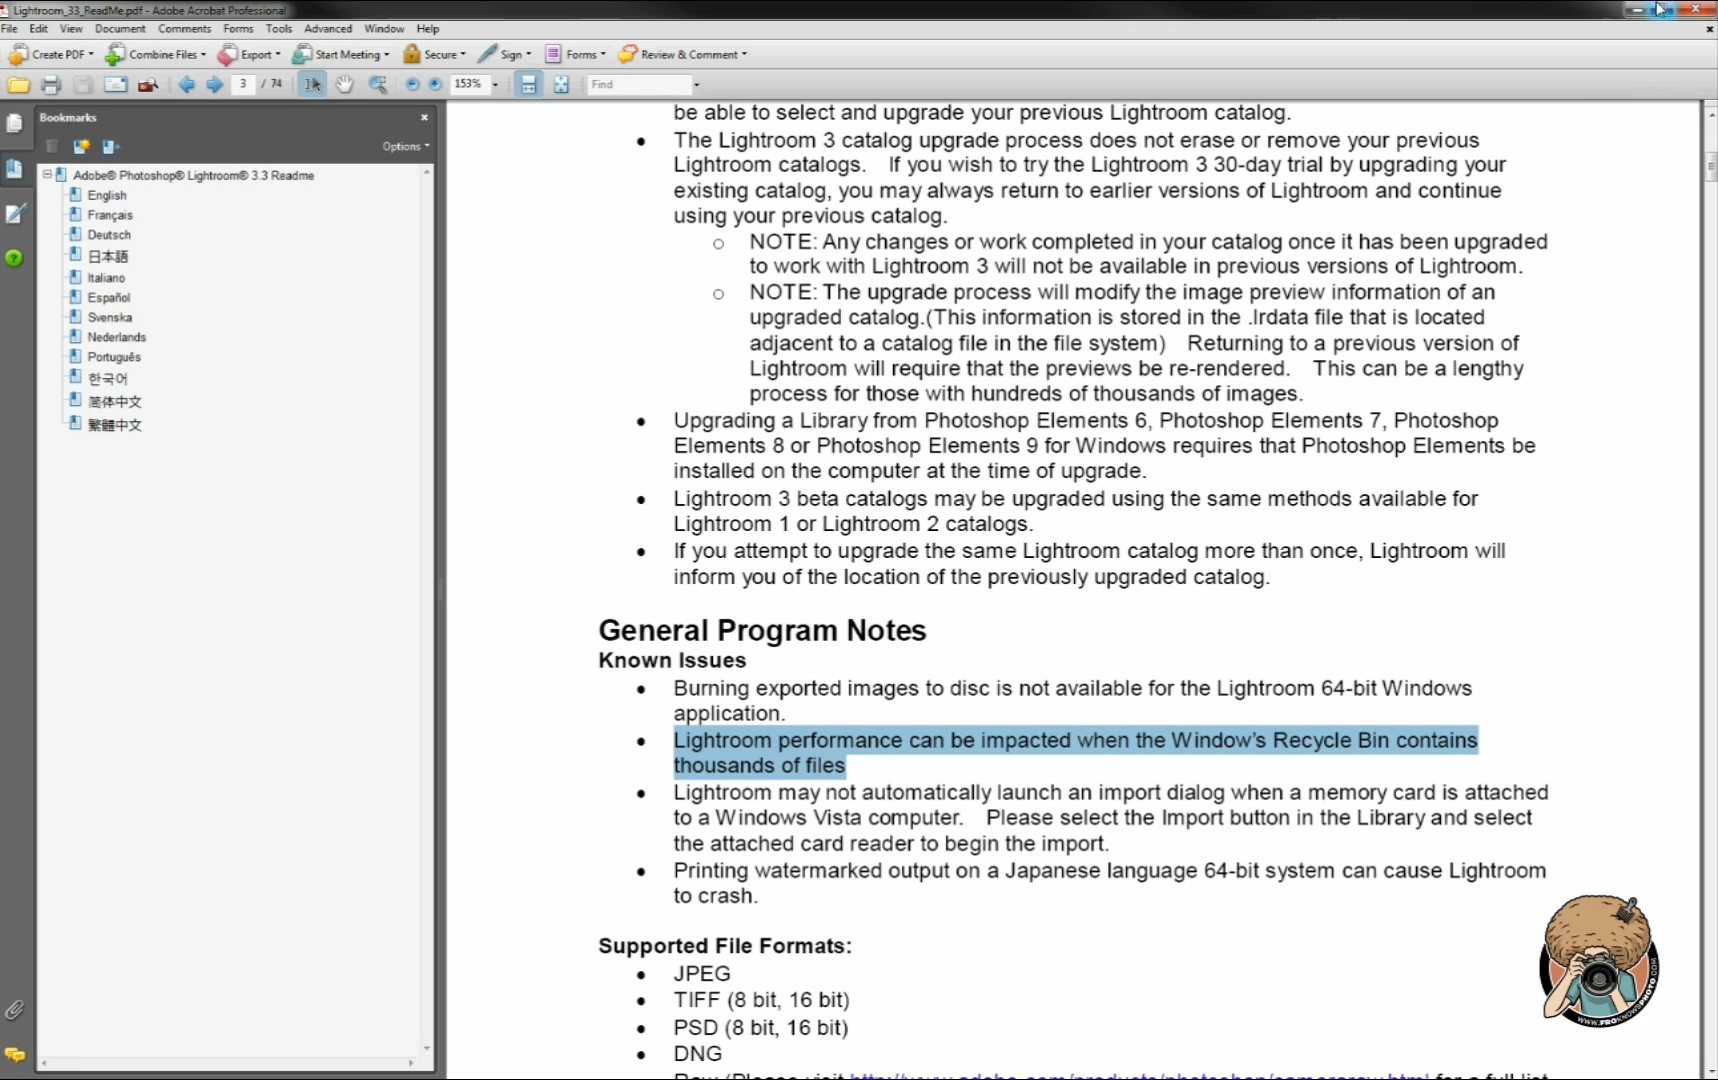 Lightroom_33_ReadMe.pdf - Adobe Acrobat Professional
File Edit View Document Comments Forms Tools Advanced Window Help
Create PDF Combine Files Export Start Meeting Secure Sign Forms Review & Comment
3 / 74 153% Find
Bookmarks
Options
Adobe® Photoshop® Lightroom® 3.3 Readme
English
Français
Deutsch
日本語
Italiano
Español
Svenska
Nederlands
Português
한국어
简体中文
繁體中文
be able to select and upgrade your previous Lightroom catalog.
• The Lightroom 3 catalog upgrade process does not erase or remove your previous
Lightroom catalogs. If you wish to try the Lightroom 3 30-day trial by upgrading your
existing catalog, you may always return to earlier versions of Lightroom and continue
using your previous catalog.
○ NOTE: Any changes or work completed in your catalog once it has been upgraded
to work with Lightroom 3 will not be available in previous versions of Lightroom.
○ NOTE: The upgrade process will modify the image preview information of an
upgraded catalog.(This information is stored in the .lrdata file that is located
adjacent to a catalog file in the file system) Returning to a previous version of
Lightroom will require that the previews be re-rendered. This can be a lengthy
process for those with hundreds of thousands of images.
• Upgrading a Library from Photoshop Elements 6, Photoshop Elements 7, Photoshop
Elements 8 or Photoshop Elements 9 for Windows requires that Photoshop Elements be
installed on the computer at the time of upgrade.
• Lightroom 3 beta catalogs may be upgraded using the same methods available for
Lightroom 1 or Lightroom 2 catalogs.
• If you attempt to upgrade the same Lightroom catalog more than once, Lightroom will
inform you of the location of the previously upgraded catalog.
General Program Notes
Known Issues
• Burning exported images to disc is not available for the Lightroom 64-bit Windows
application.
• Lightroom performance can be impacted when the Window's Recycle Bin contains
thousands of files
• Lightroom may not automatically launch an import dialog when a memory card is attached
to a Windows Vista computer. Please select the Import button in the Library and select
the attached card reader to begin the import.
• Printing watermarked output on a Japanese language 64-bit system can cause Lightroom
to crash.
Supported File Formats:
• JPEG
• TIFF (8 bit, 16 bit)
• PSD (8 bit, 16 bit)
• DNG
Raw (Please visit http://www.adobe.com/products/photoshop/cameraraw.html for a full list
WWW.FROKNOWSPHOTO.COM